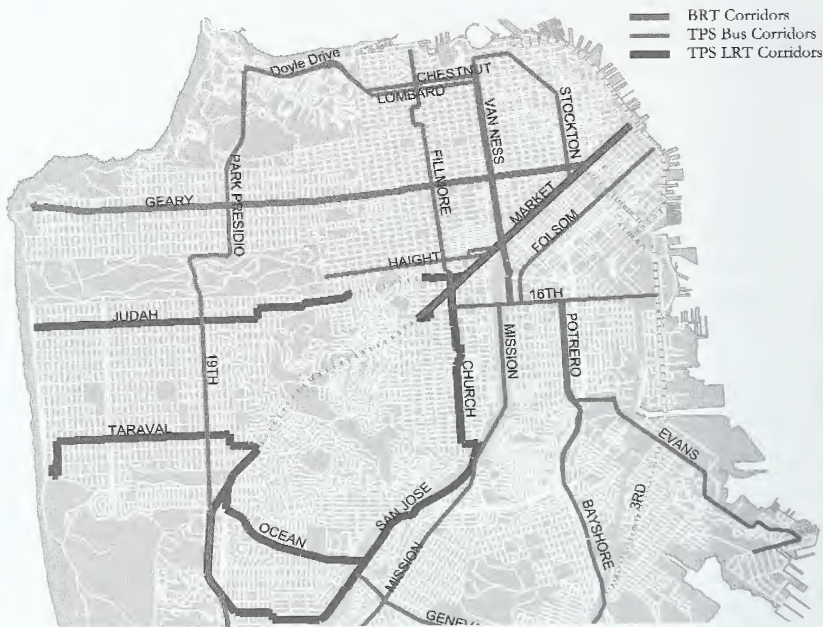 BRT Corridors
TPS Bus Corridors
TPS LRT Corridors
Doyle Drive
CHESTNUT
LOMBARD
STOCKTON
VAN NESS
FILLMORE
PARK PRESIDIO
GEARY
MARKET
FOLSOM
HAIGHT
16TH
JUDAH
MISSION
POTRERO
19TH
CHURCH
TARAVAL
EVANS
3RD
SAN JOSE
OCEAN
BAYSHORE
MISSION